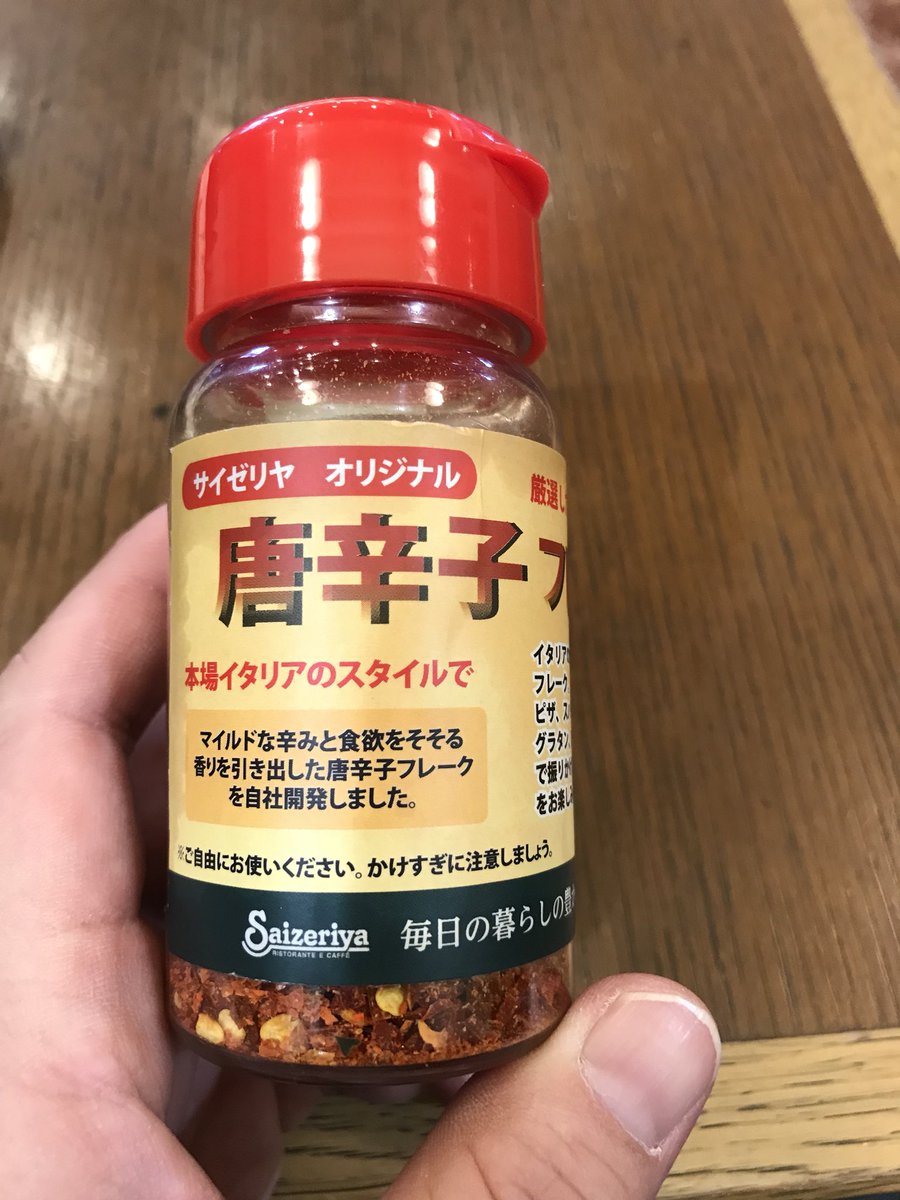 サイゼリヤ オリジナル
厳選し
唐辛子フ
本場イタリアのスタイルで
マイルドな辛みと食欲をそそる
香りを引き出した唐辛子フレーク
を自社開発しました。
イタリア
フレーク
ピザ、ス
グラタン
で振りか
をお楽し
※ご自由にお使いください。かけすぎに注意しましょう。
Saizeriya
RISTORANTE E CAFFÈ
毎日の暮らしの豊